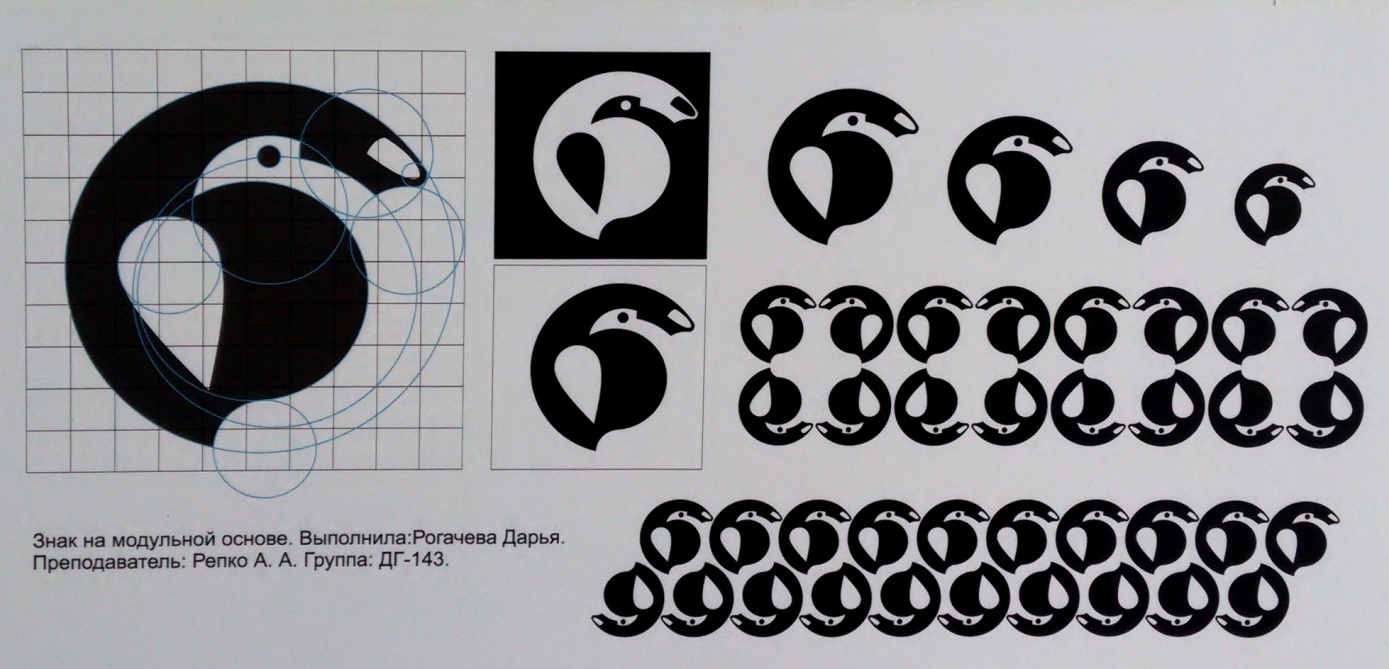 Знак на модульной основе. Выполнила:Рогачева Дарья.
Преподаватель: Репко А. А. Группа: ДГ-143.